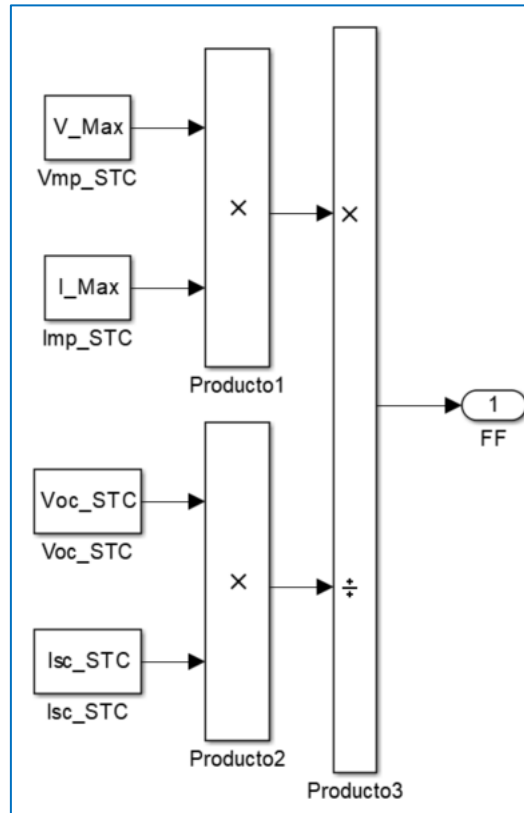 V_Max
Vmp_STC
×
I_Max
Imp_STC
Producto1
×
1
FF
Voc_STC
Voc_STC
×
÷
Isc_STC
Isc_STC
Producto2
Producto3